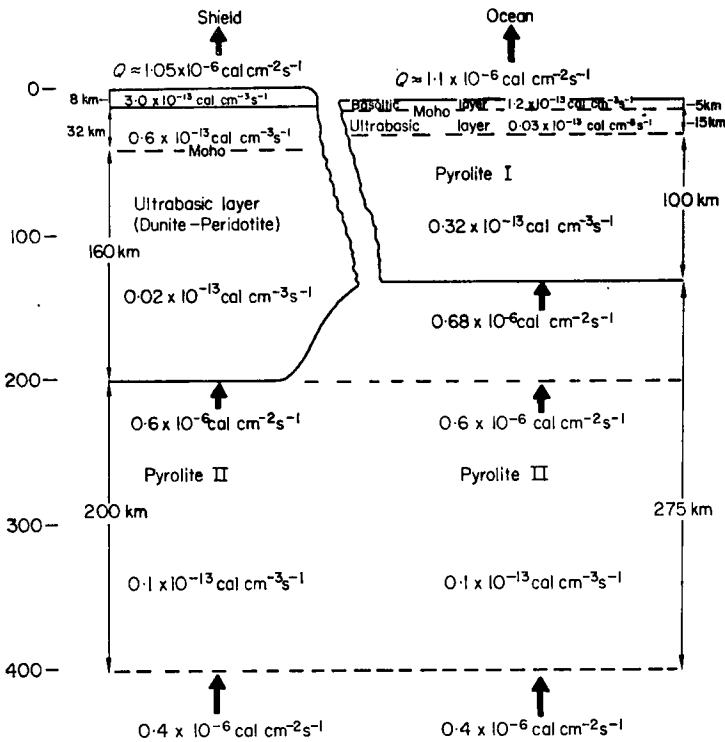 Shield
Ocean
Q ≈ 1·05x10⁻⁶ cal cm⁻²s⁻¹
Q ≈ 1·1 x 10⁻⁶ cal cm⁻²s⁻¹
0
8 km
3·0 x 10⁻¹³ cal cm⁻³s⁻¹
32 km
0·6 x 10⁻¹³ cal cm⁻³s⁻¹
Moho
Basaltic layer 1·2 x 10⁻¹³ cal cm⁻³s⁻¹
5km
Moho
Ultrabasic layer 0·03 x 10⁻¹³ cal cm⁻³s⁻¹
15km
Pyrolite I
100 km
0·32 x 10⁻¹³ cal cm⁻³s⁻¹
Ultrabasic layer
(Dunite–Peridotite)
100
160km
0·02 x 10⁻¹³ cal cm⁻³s⁻¹
0·68 x 10⁻⁶ cal cm⁻²s⁻¹
200
0·6 x 10⁻⁶ cal cm⁻²s⁻¹
0·6 x 10⁻⁶ cal cm⁻²s⁻¹
Pyrolite II
Pyrolite II
200 km
275 km
300
0·1 x 10⁻¹³ cal cm⁻³s⁻¹
0·1 x 10⁻¹³ cal cm⁻³s⁻¹
400
0·4 x 10⁻⁶ cal cm⁻²s⁻¹
0·4 x 10⁻⁶ cal cm⁻²s⁻¹